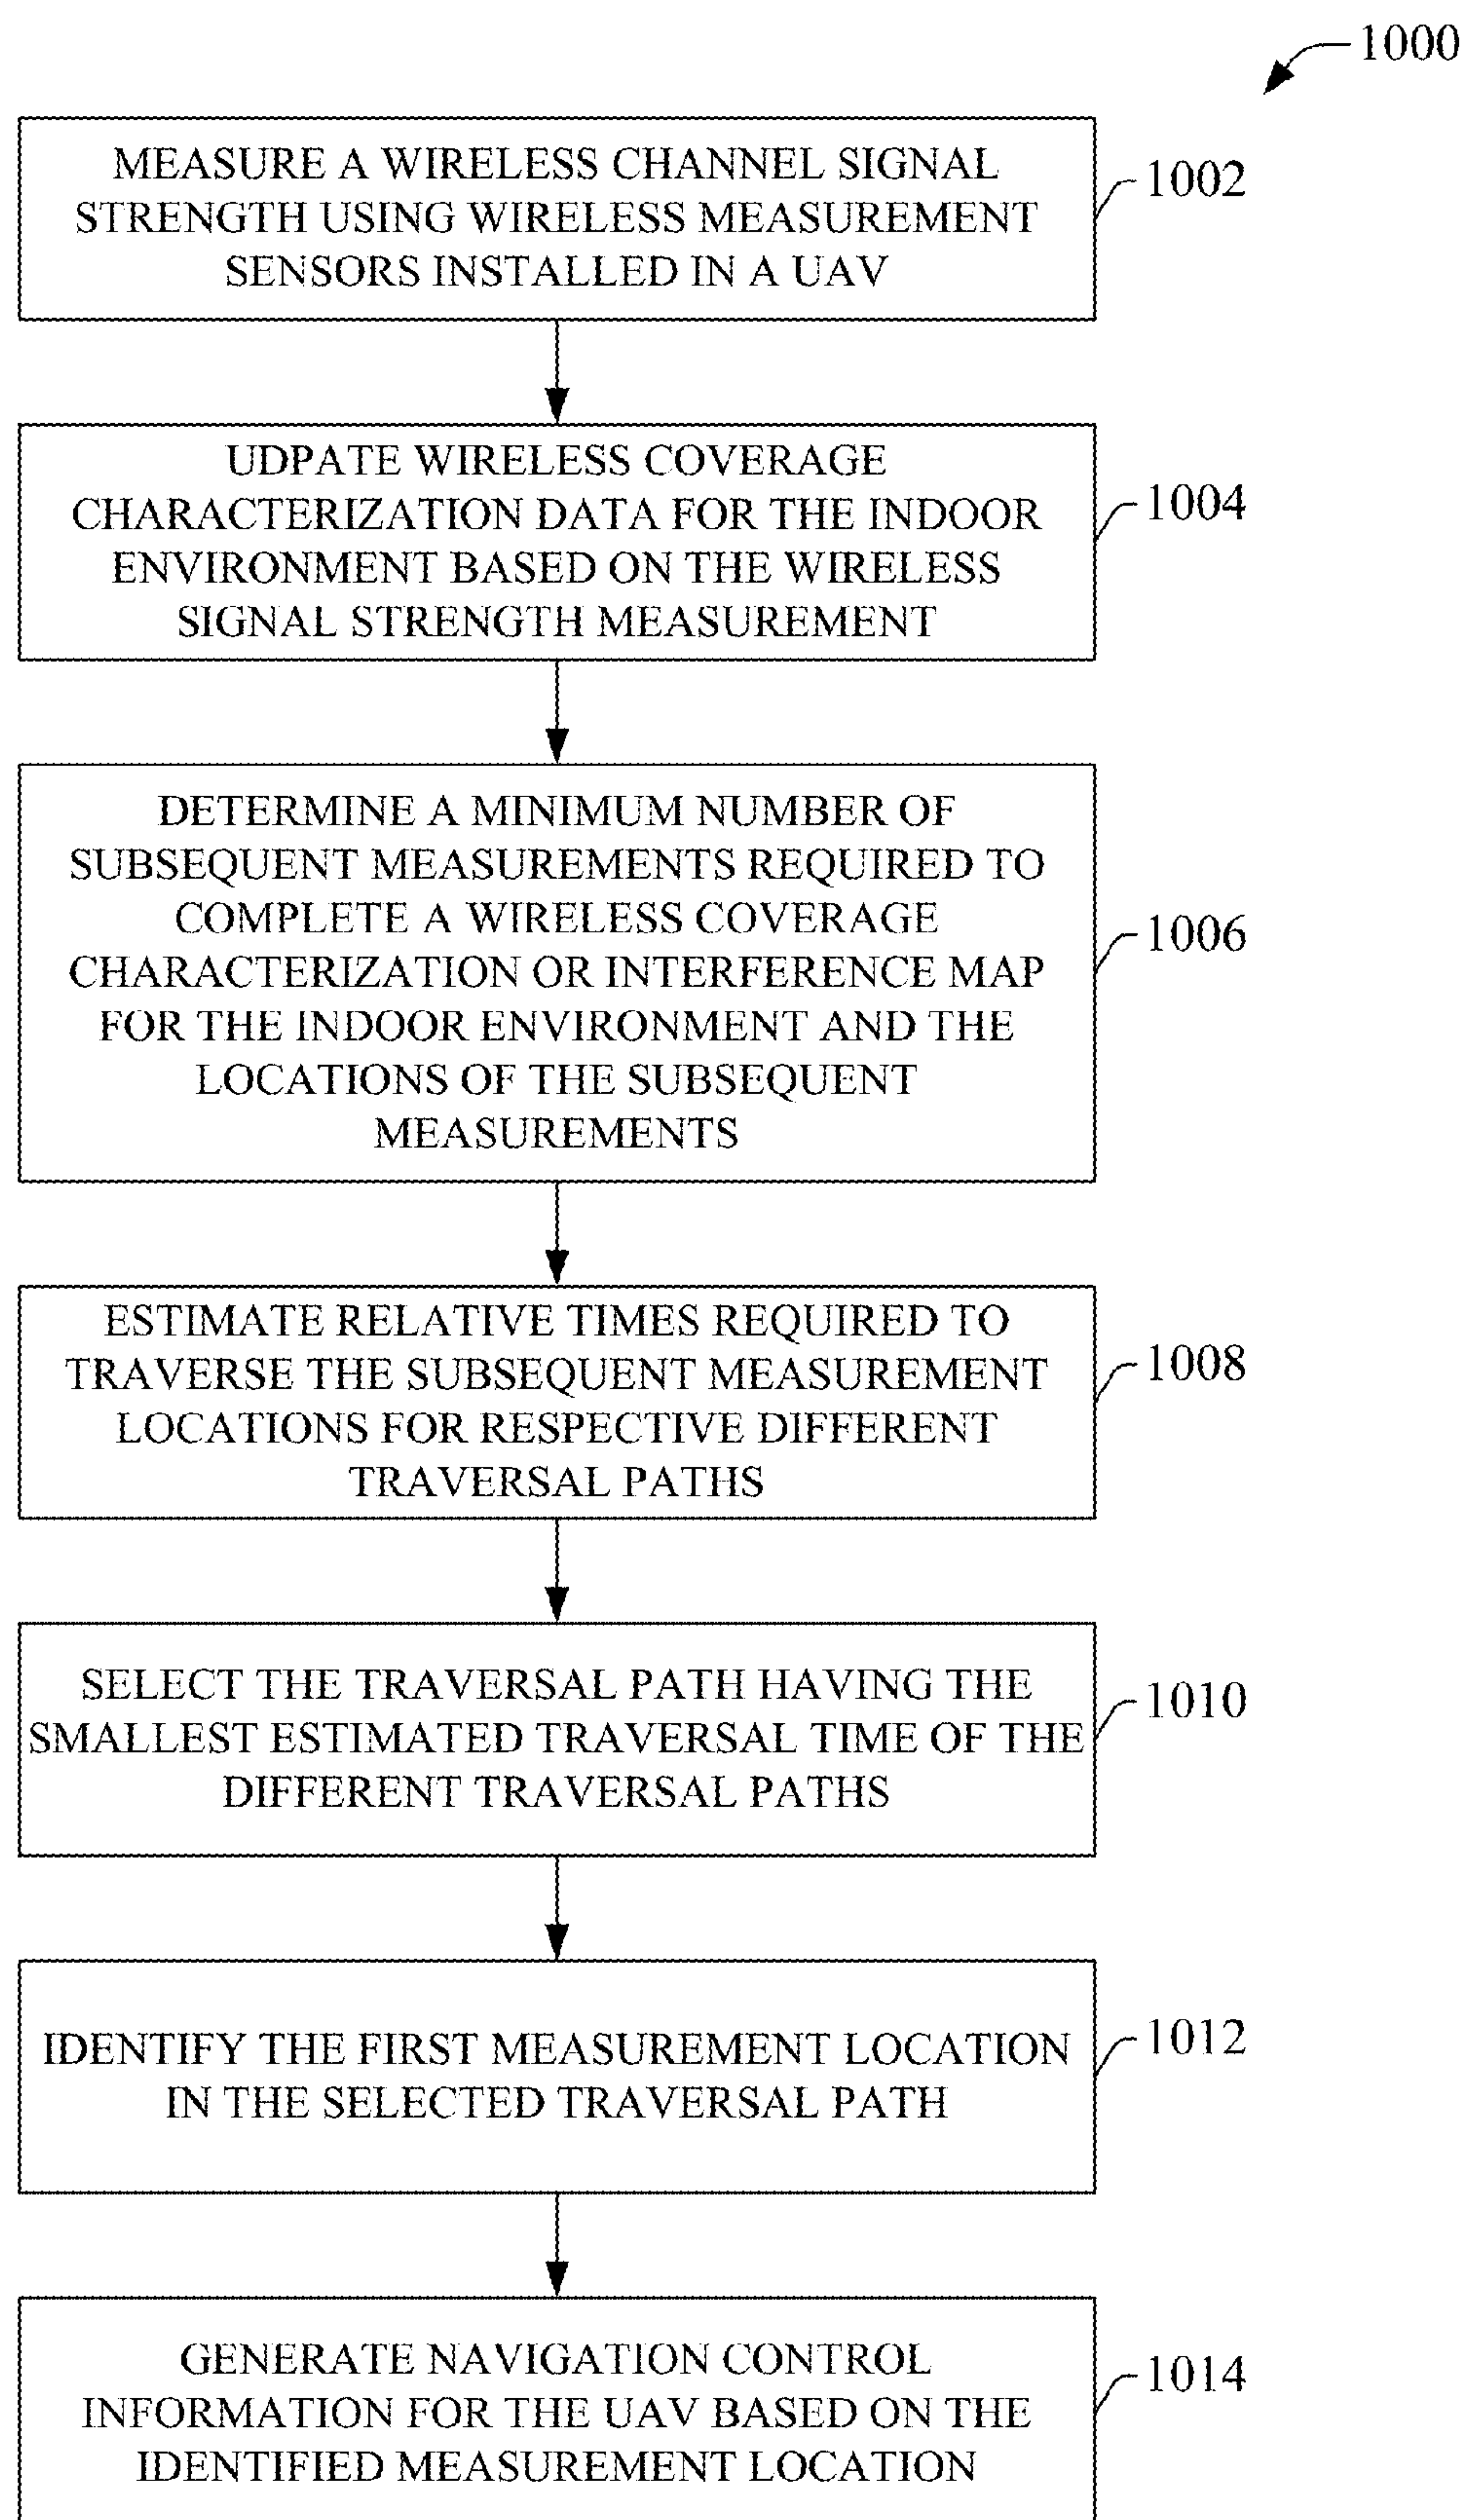 1000
MEASURE A WIRELESS CHANNEL SIGNAL
STRENGTH USING WIRELESS MEASUREMENT
SENSORS INSTALLED IN A UAV
1002
UDPATE WIRELESS COVERAGE
CHARACTERIZATION DATA FOR THE INDOOR
ENVIRONMENT BASED ON THE WIRELESS
SIGNAL STRENGTH MEASUREMENT
1004
DETERMINE A MINIMUM NUMBER OF
SUBSEQUENT MEASUREMENTS REQUIRED TO
COMPLETE A WIRELESS COVERAGE
CHARACTERIZATION OR INTERFERENCE MAP
FOR THE INDOOR ENVIRONMENT AND THE
LOCATIONS OF THE SUBSEQUENT
MEASUREMENTS
1006
ESTIMATE RELATIVE TIMES REQUIRED TO
TRAVERSE THE SUBSEQUENT MEASUREMENT
LOCATIONS FOR RESPECTIVE DIFFERENT
TRAVERSAL PATHS
1008
SELECT THE TRAVERSAL PATH HAVING THE
SMALLEST ESTIMATED TRAVERSAL TIME OF THE
DIFFERENT TRAVERSAL PATHS
1010
IDENTIFY THE FIRST MEASUREMENT LOCATION
IN THE SELECTED TRAVERSAL PATH
1012
GENERATE NAVIGATION CONTROL
INFORMATION FOR THE UAV BASED ON THE
IDENTIFIED MEASUREMENT LOCATION
1014